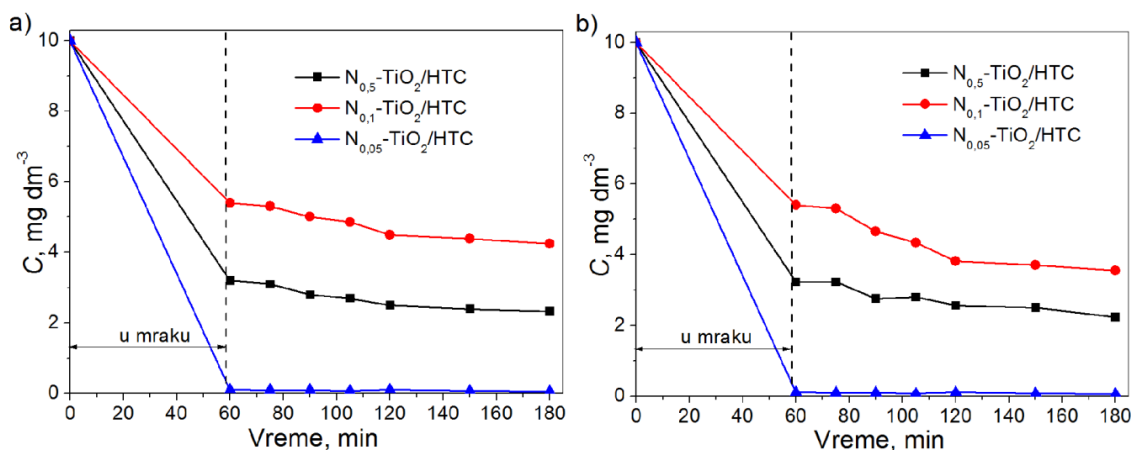 a)
C, mg dm⁻³
10
8
6
4
2
0
N₀,₅-TiO₂/HTC
N₀,₁-TiO₂/HTC
N₀,₀₅-TiO₂/HTC
u mraku
0 20 40 60 80 100 120 140 160 180
Vreme, min
b)
C, mg dm⁻³
10
8
6
4
2
0
N₀,₅-TiO₂/HTC
N₀,₁-TiO₂/HTC
N₀,₀₅-TiO₂/HTC
u mraku
0 20 40 60 80 100 120 140 160 180
Vreme, min